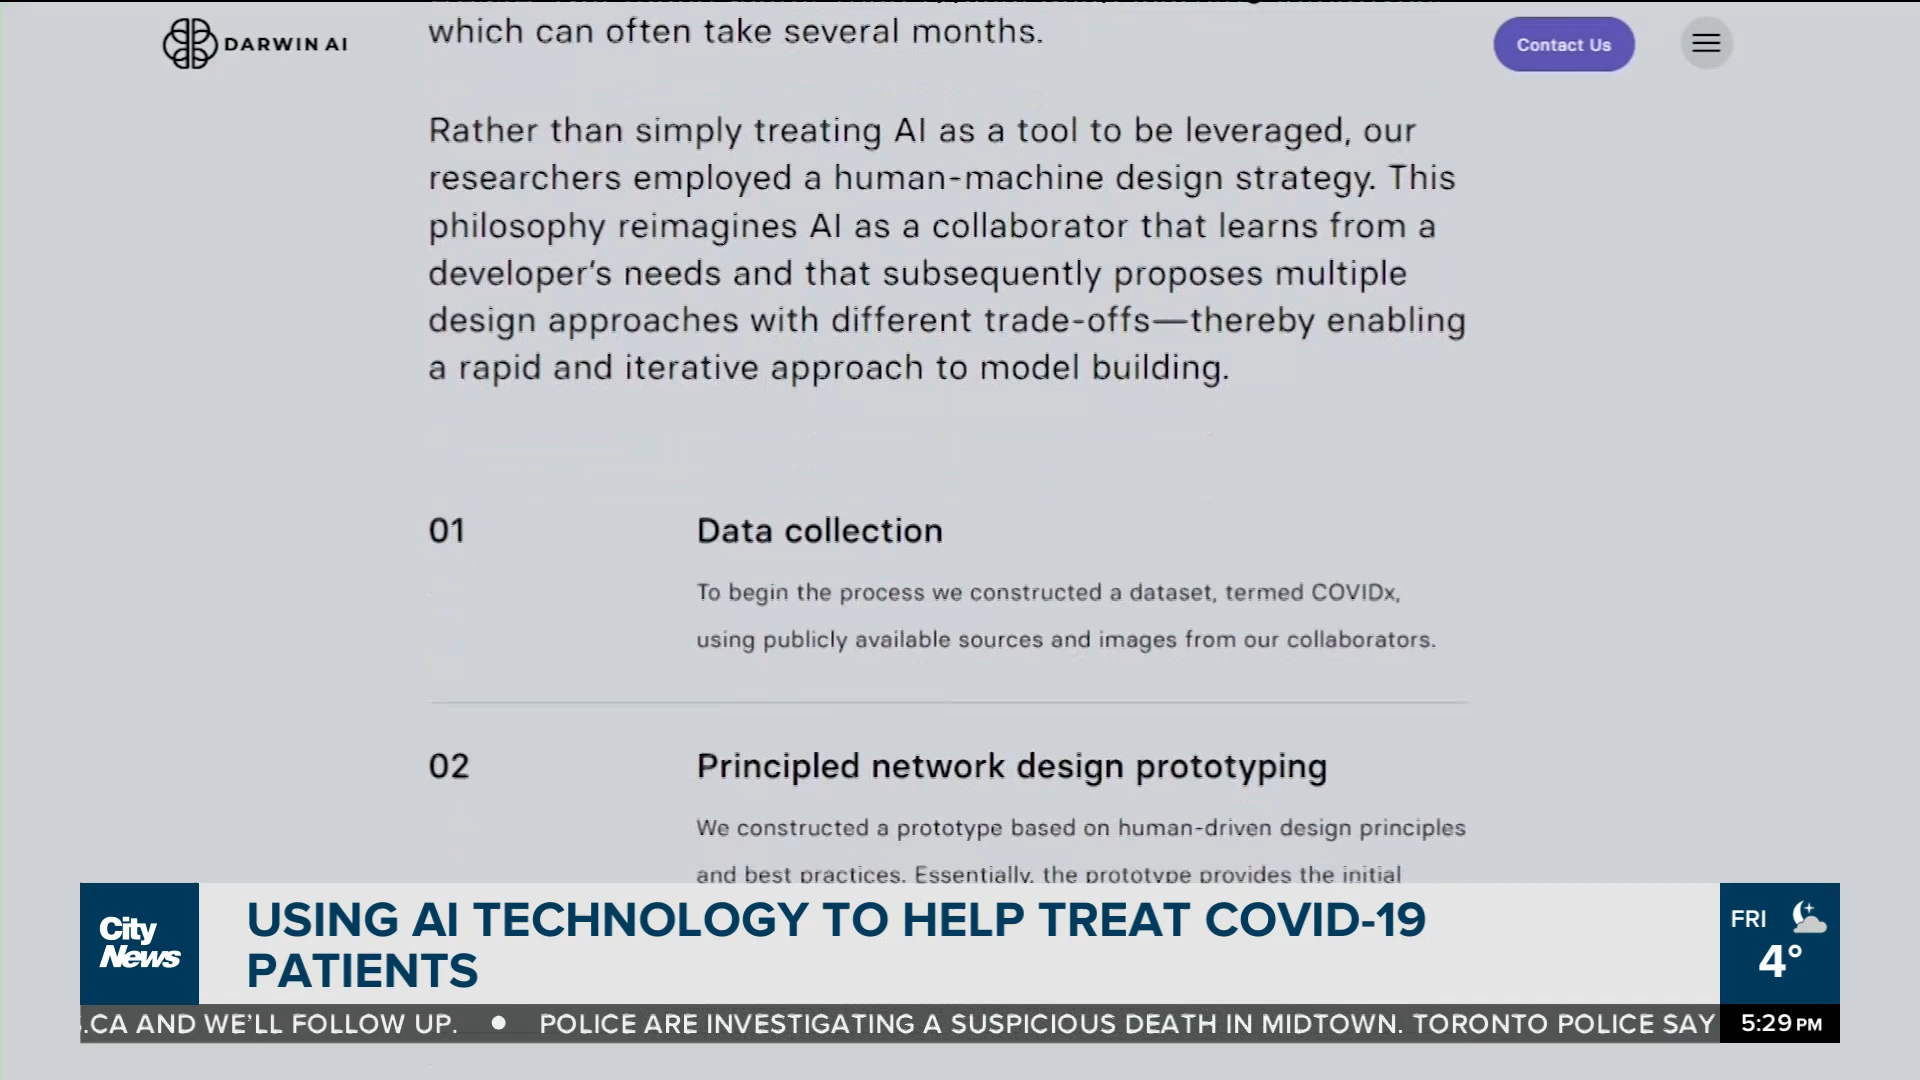 which can often take several months.
DARWIN AI
Contact Us
Rather than simply treating AI as a tool to be leveraged, our
researchers employed a human-machine design strategy. This
philosophy reimagines AI as a collaborator that learns from a
developer's needs and that subsequently proposes multiple
design approaches with different trade-offs—thereby enabling
a rapid and iterative approach to model building.
01
Data collection
To begin the process we constructed a dataset, termed COVIDx,
using publicly available sources and images from our collaborators.
02
Principled network design prototyping
We constructed a prototype based on human-driven design principles
and best practices. Essentially, the prototype provides the initial
City
News
USING AI TECHNOLOGY TO HELP TREAT COVID-19
PATIENTS
FRI
4°
.CA AND WE'LL FOLLOW UP. ● POLICE ARE INVESTIGATING A SUSPICIOUS DEATH IN MIDTOWN. TORONTO POLICE SAY
5:29 PM